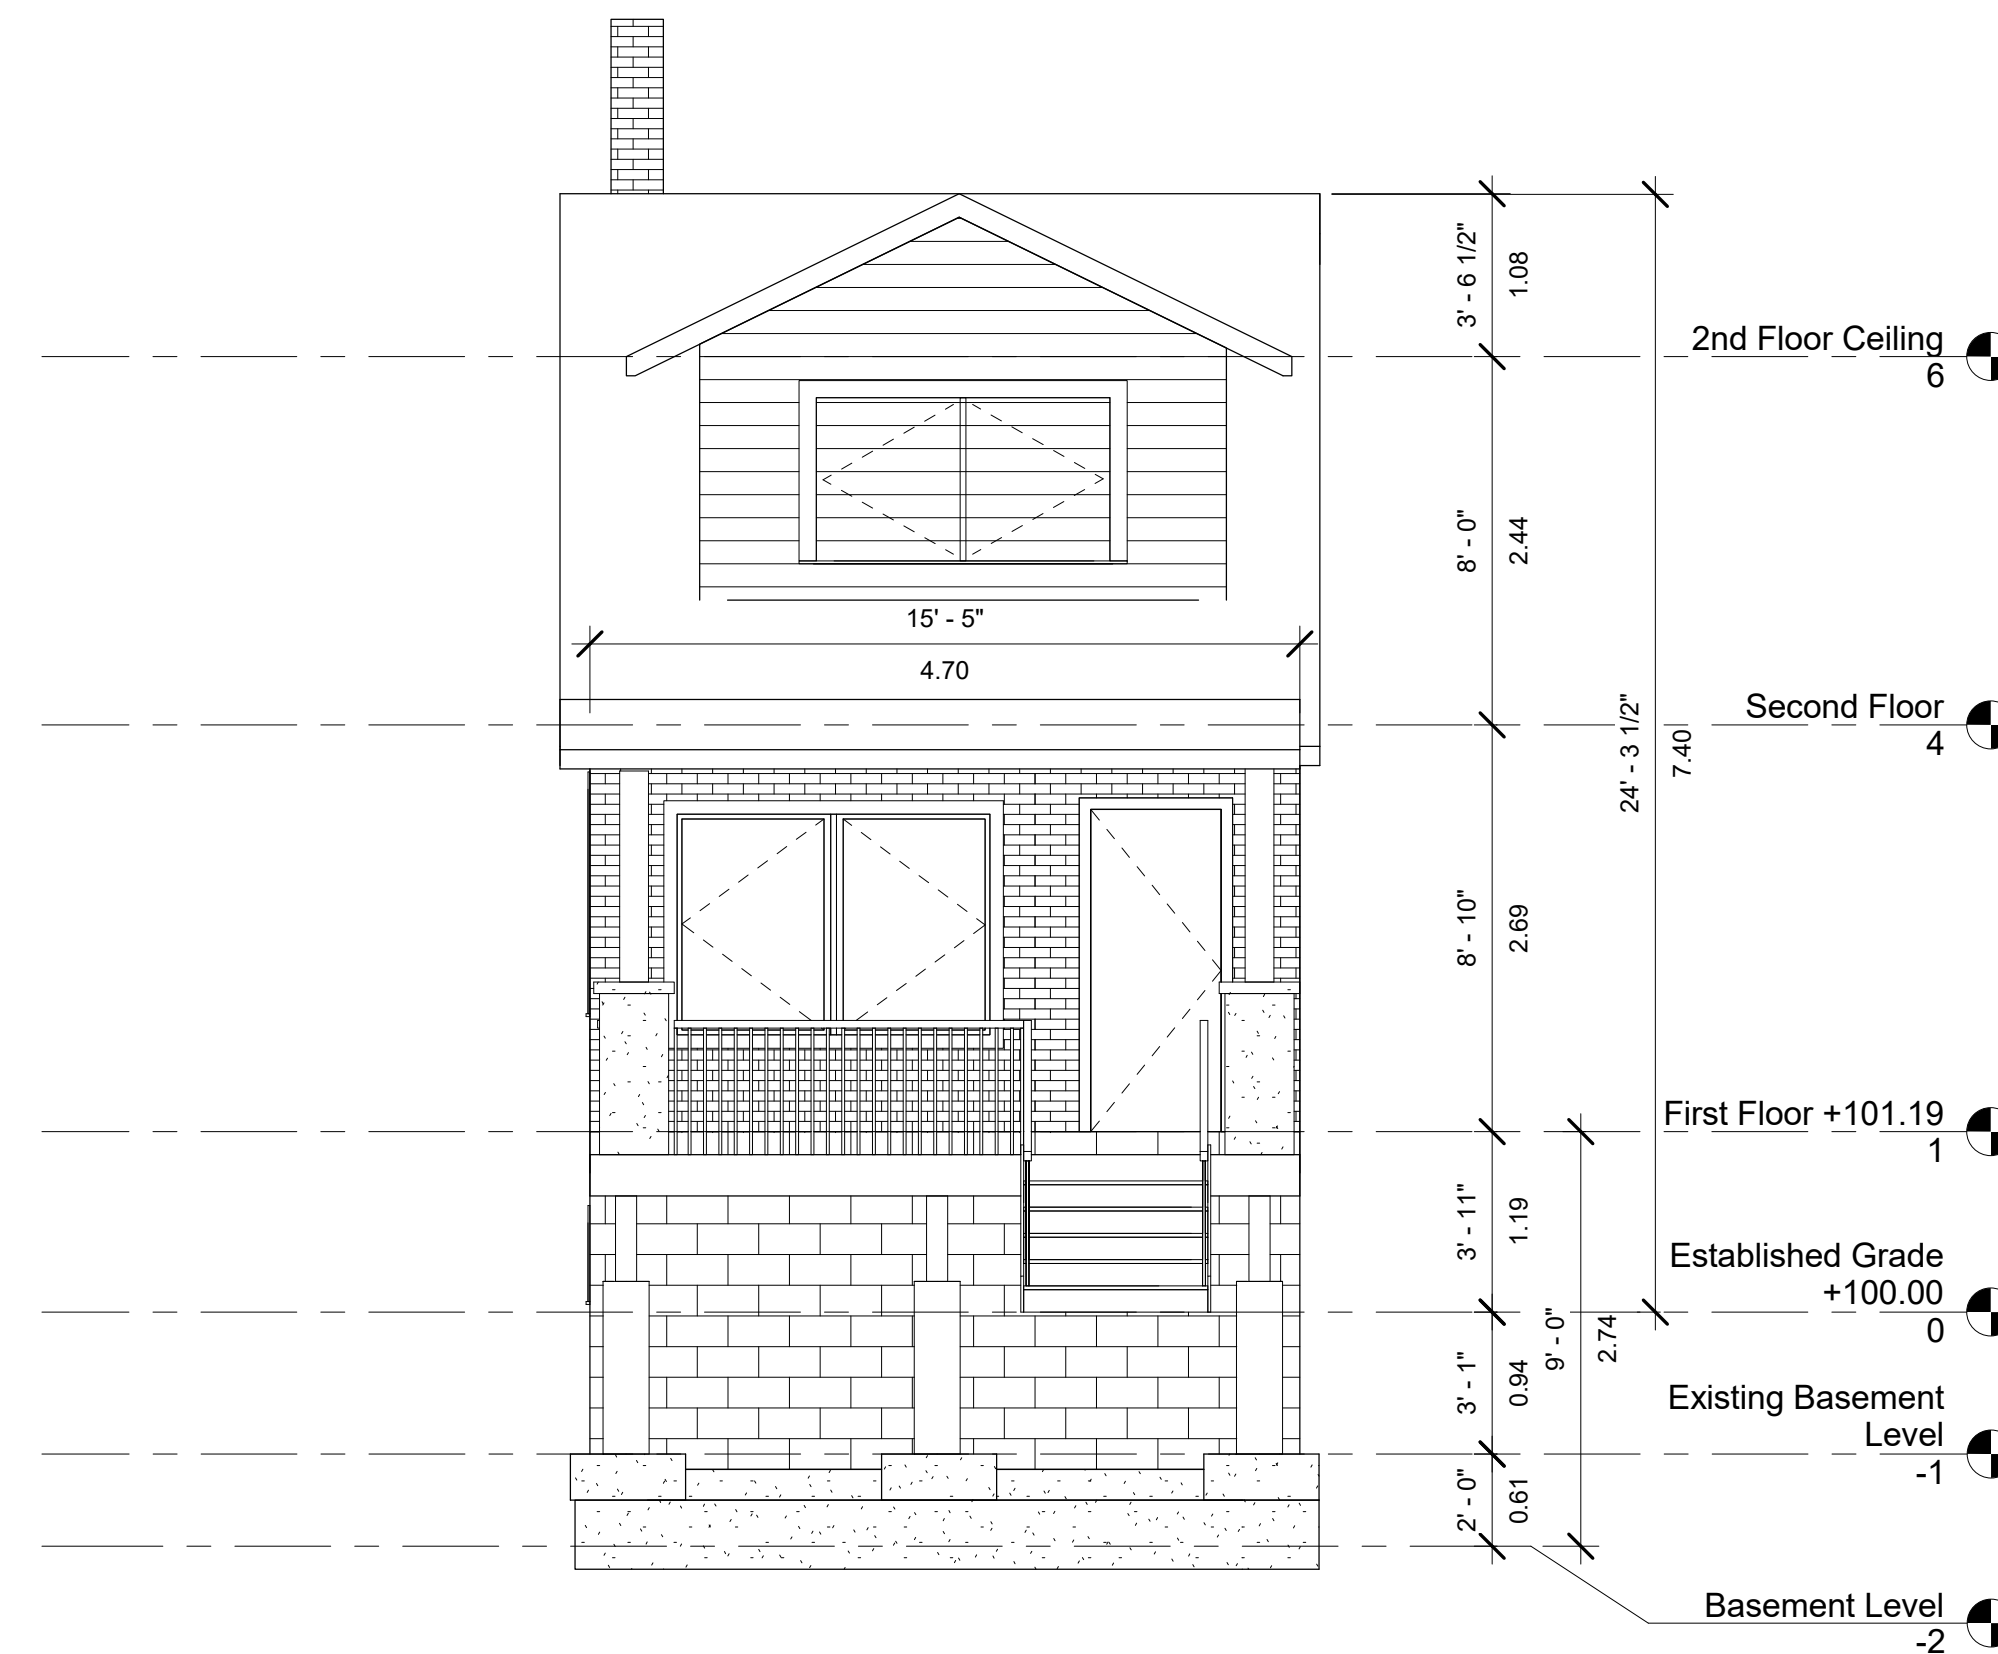 3' - 6 1/2"
1.08
2nd Floor Ceiling
6
8' - 0"
2.44
15' - 5"
4.70
Second Floor
4
24' - 3 1/2"
7.40
8' - 10"
2.69
First Floor +101.19
1
3' - 11"
1.19
Established Grade
+100.00
0
9' - 0"
2.74
3' - 1"
0.94
Existing Basement
Level
-1
2' - 0"
0.61
Basement Level
-2